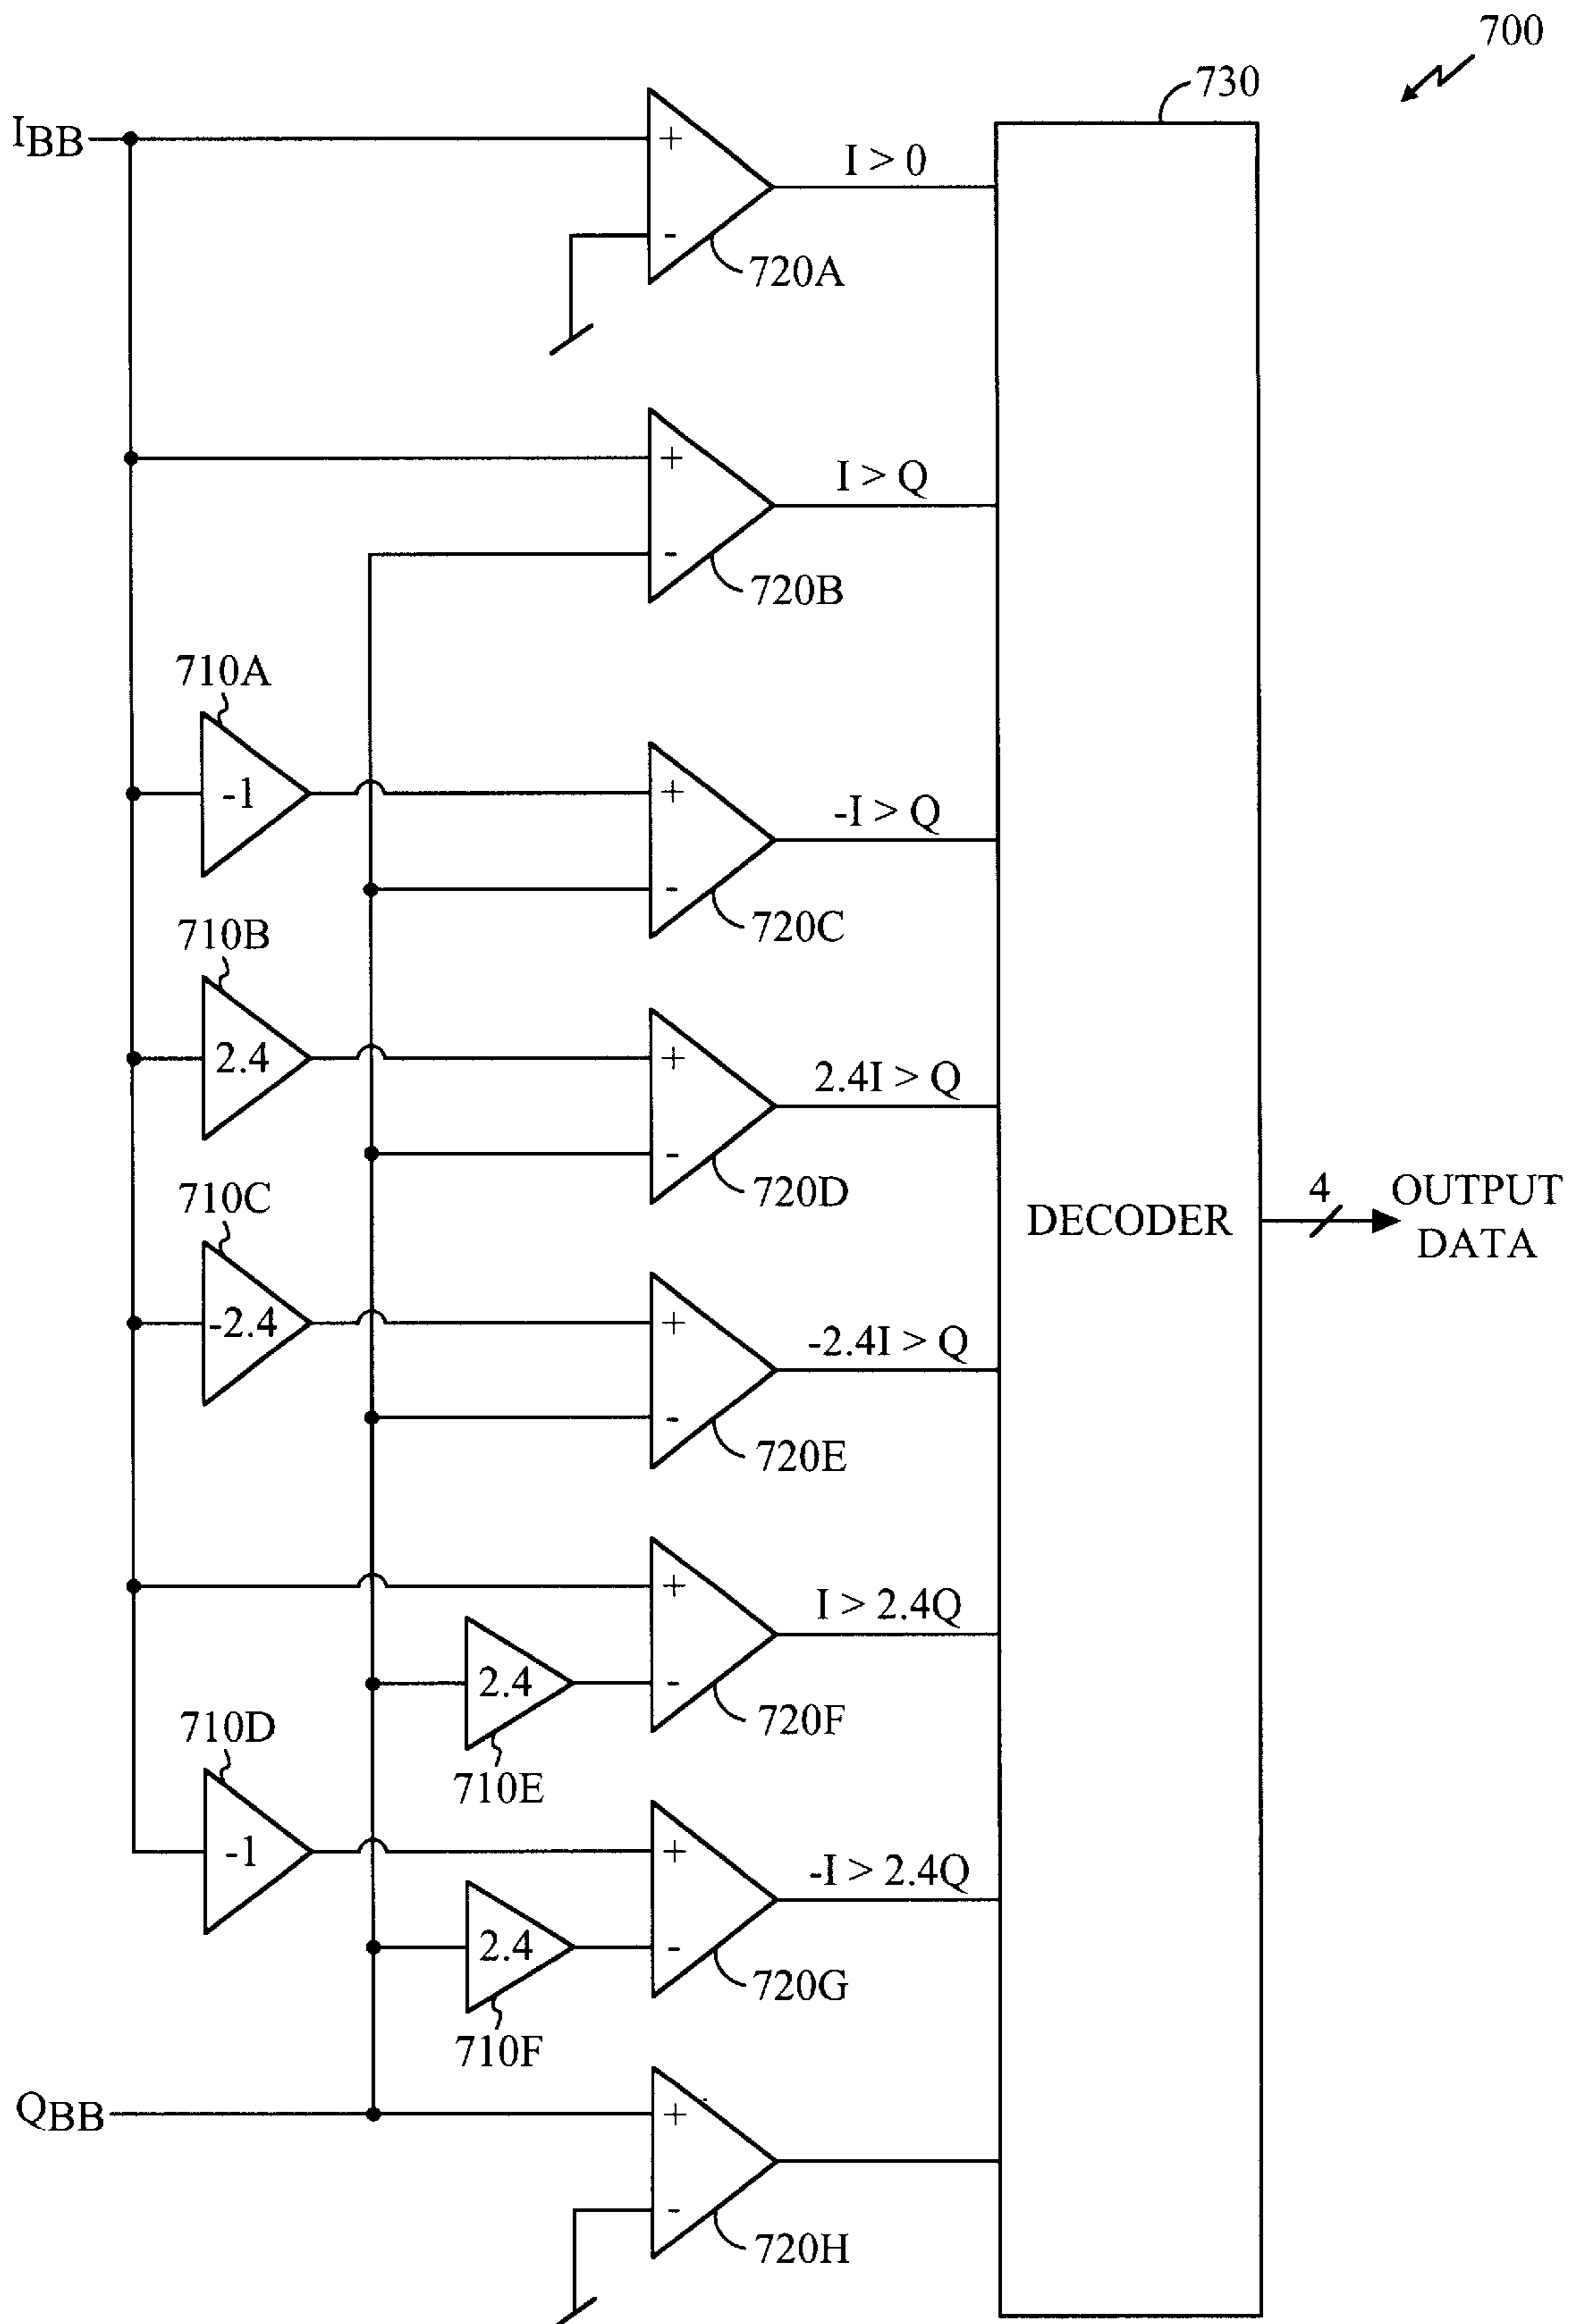 700
730
IBB
+
I > 0
-
720A
+
I > Q
-
720B
710A
-1
+
-I > Q
-
720C
710B
2.4
+
2.4I > Q
-
720D
710C
-2.4
+
-2.4I > Q
-
720E
DECODER
4
OUTPUT
DATA
+
I > 2.4Q
2.4
-
720F
710E
710D
-1
+
-I > 2.4Q
2.4
-
720G
710F
QBB
+
-
720H